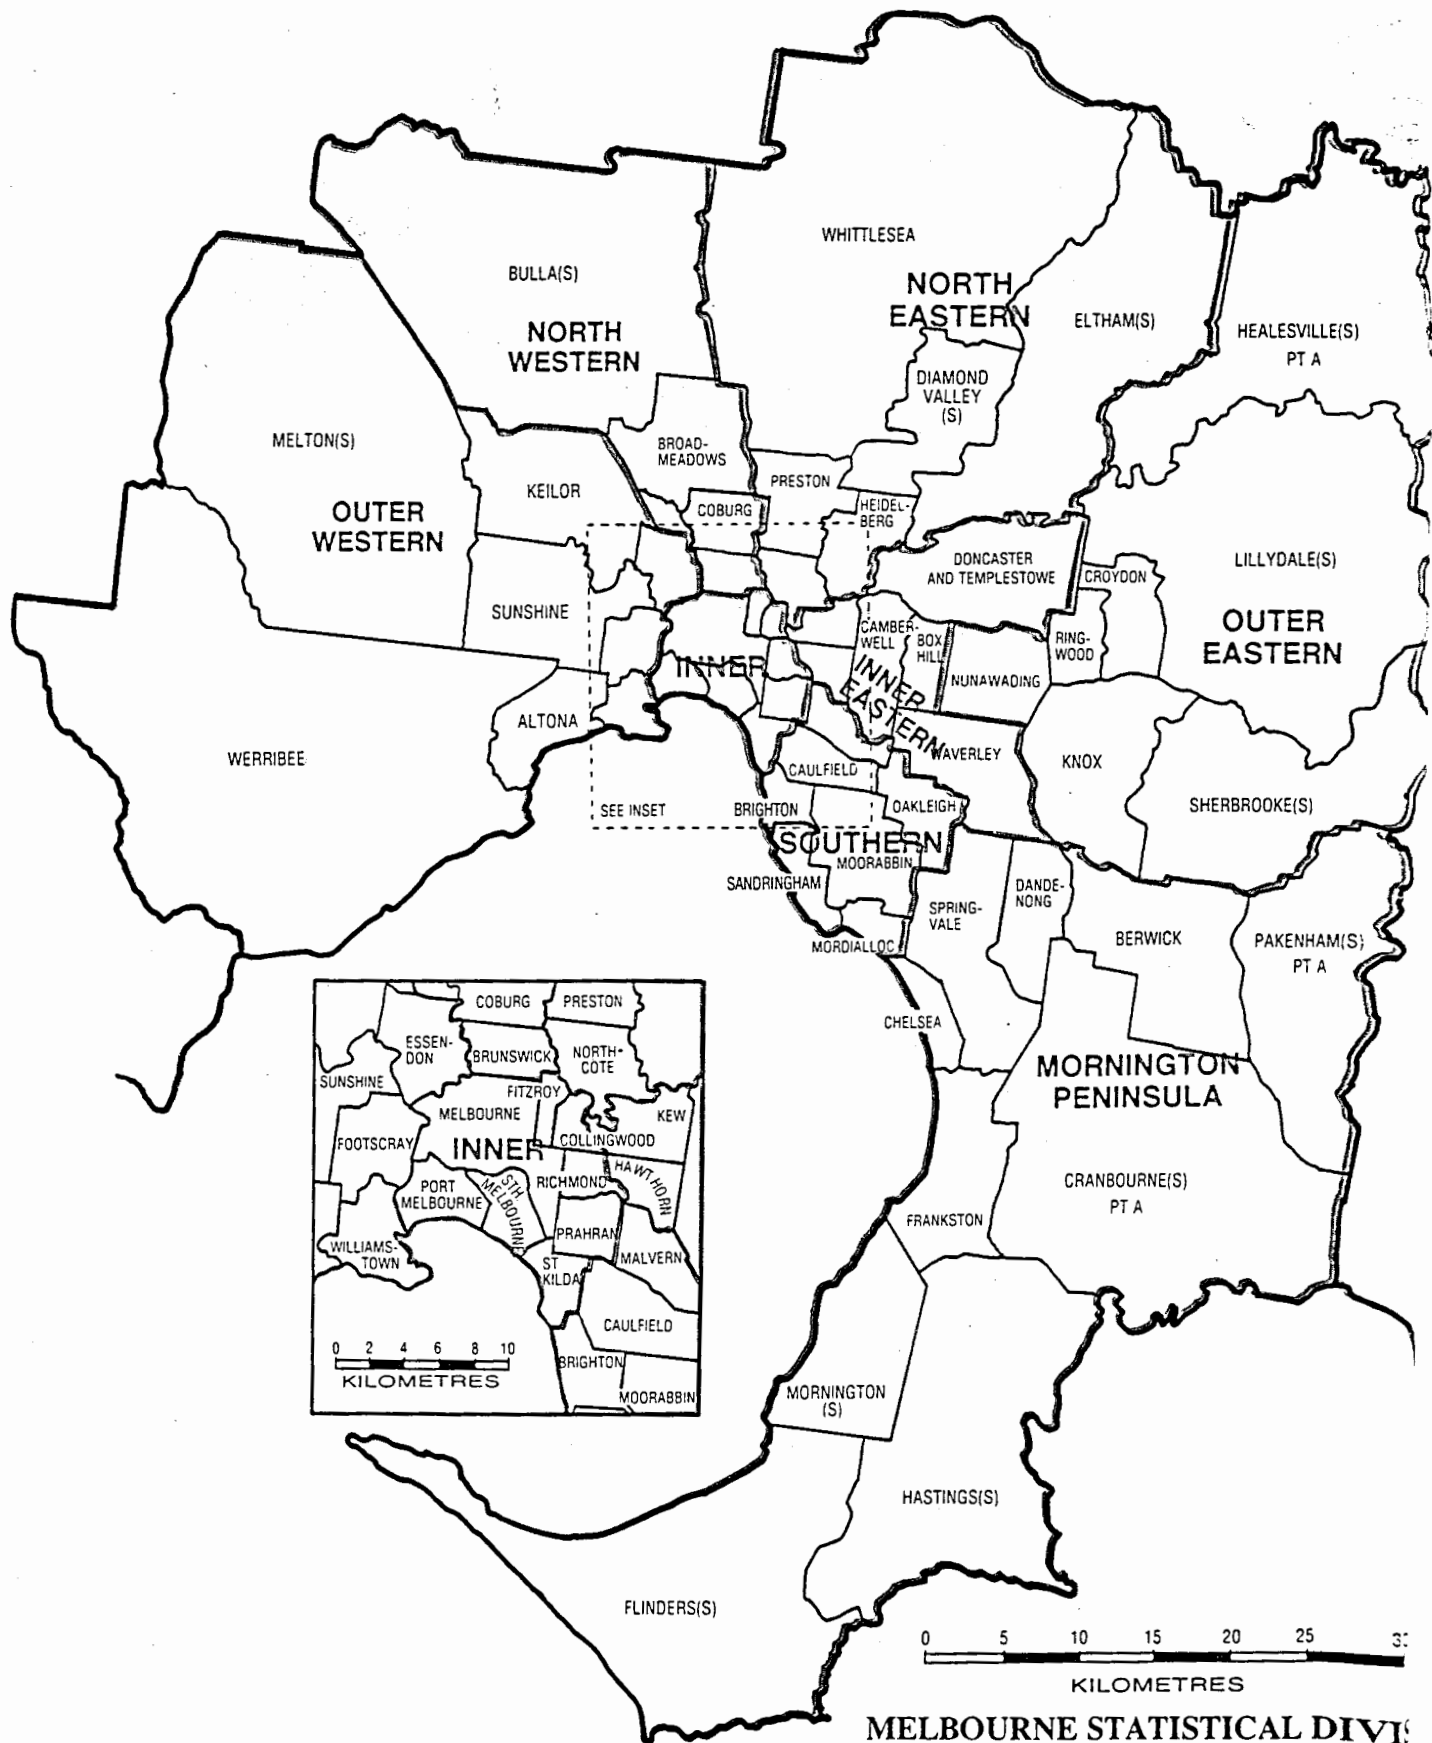 WHITTLESEA
BULLA(S)
NORTH
EASTERN
ELTHAM(S)
HEALESVILLE(S)
PT A
NORTH
WESTERN
DIAMOND
VALLEY
(S)
MELTON(S)
BROAD-
MEADOWS
PRESTON
KEILOR
COBURG
HEIDEL-
BERG
OUTER
WESTERN
DONCASTER
AND TEMPLESTOWE
CROYDON
LILLYDALE(S)
SUNSHINE
CAMBER-
WELL
BOX
HILL
RING-
WOOD
OUTER
EASTERN
INNER
INNER
EASTERN
NUNAWADING
ALTONA
WERRIBEE
WAVERLEY
KNOX
CAULFIELD
SEE INSET
BRIGHTON
OAKLEIGH
SHERBROOKE(S)
SOUTHERN
MOORABBIN
SANDRINGHAM
DANDE-
NONG
SPRING-
VALE
MORDIALLOC
BERWICK
PAKENHAM(S)
PT A
CHELSEA
MORNINGTON
PENINSULA
CRANBOURNE(S)
PT A
FRANKSTON
MORNINGTON
(S)
HASTINGS(S)
FLINDERS(S)
COBURG
PRESTON
ESSEN-
DON
BRUNSWICK
NORTH-
COTE
SUNSHINE
FITZROY
MELBOURNE
KEW
FOOTSCRAY
INNER
COLLINGWOOD
HAWTHORN
PORT
MELBOURNE
STH
MELBOURNE
RICHMOND
PRAHRAN
WILLIAMS-
TOWN
MALVERN
ST
KILDA
CAULFIELD
BRIGHTON
MOORABBIN
0 2 4 6 8 10
KILOMETRES
0 5 10 15 20 25
KILOMETRES
MELBOURNE STATISTICAL DIVIS